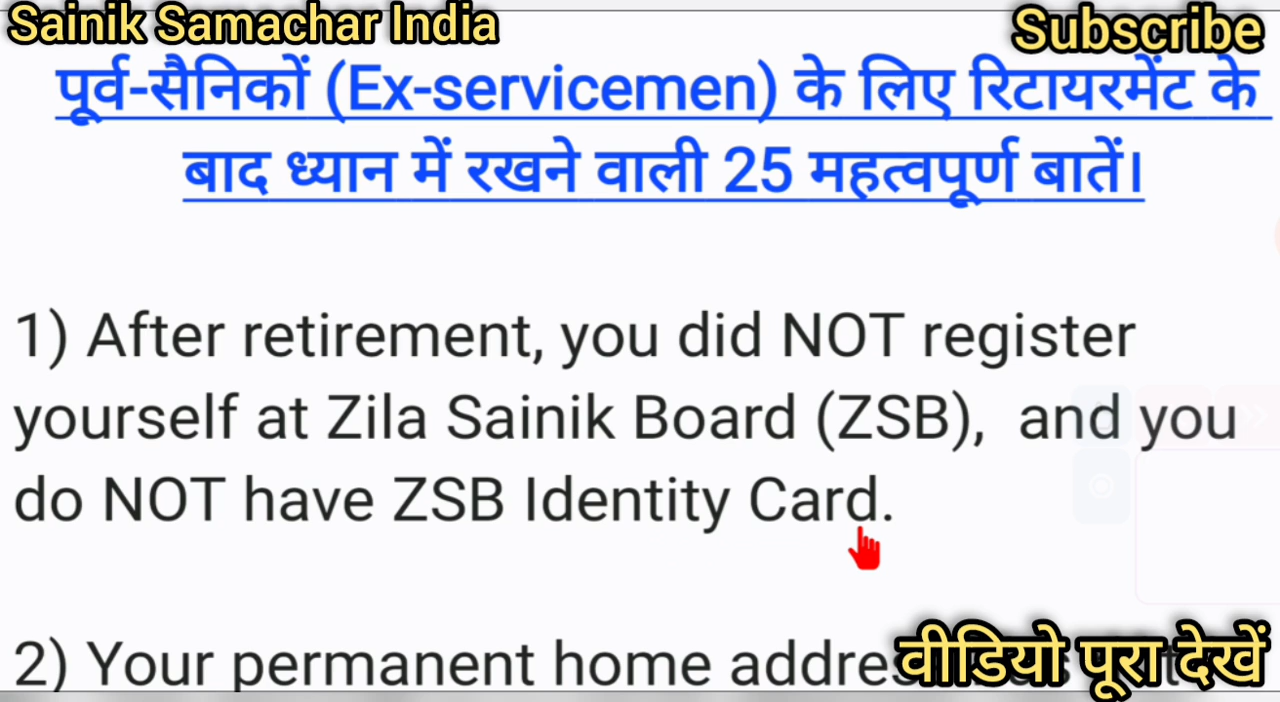 Sainik Samachar India
Subscribe
पूर्व-सैनिकों (Ex-servicemen) के लिए रिटायरमेंट के
बाद ध्यान में रखने वाली 25 महत्वपूर्ण बातें।
1) After retirement, you did NOT register
yourself at Zila Sainik Board (ZSB), and you
do NOT have ZSB Identity Card.
2) Your permanent home
वीडियो पूरा देखें